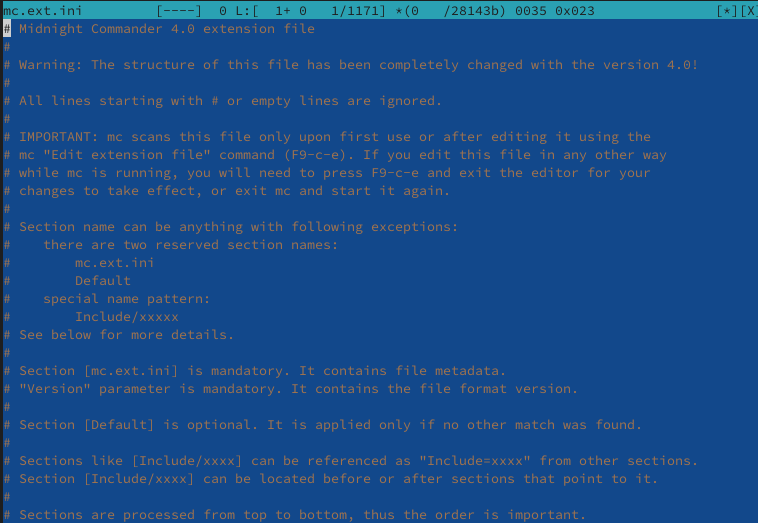 mc.ext.ini [----] 0 L:[ 1+ 0 1/1171] *(0 /28143b) 0035 0x023 [*][X]
# Midnight Commander 4.0 extension file
#
# Warning: The structure of this file has been completely changed with the version 4.0!
#
# All lines starting with # or empty lines are ignored.
#
# IMPORTANT: mc scans this file only upon first use or after editing it using the
# mc "Edit extension file" command (F9-c-e). If you edit this file in any other way
# while mc is running, you will need to press F9-c-e and exit the editor for your
# changes to take effect, or exit mc and start it again.
#
# Section name can be anything with following exceptions:
#    there are two reserved section names:
#        mc.ext.ini
#        Default
#    special name pattern:
#        Include/xxxxx
# See below for more details.
#
# Section [mc.ext.ini] is mandatory. It contains file metadata.
# "Version" parameter is mandatory. It contains the file format version.
#
# Section [Default] is optional. It is applied only if no other match was found.
#
# Sections like [Include/xxxx] can be referenced as "Include=xxxx" from other sections.
# Section [Include/xxxx] can be located before or after sections that point to it.
#
# Sections are processed from top to bottom, thus the order is important.